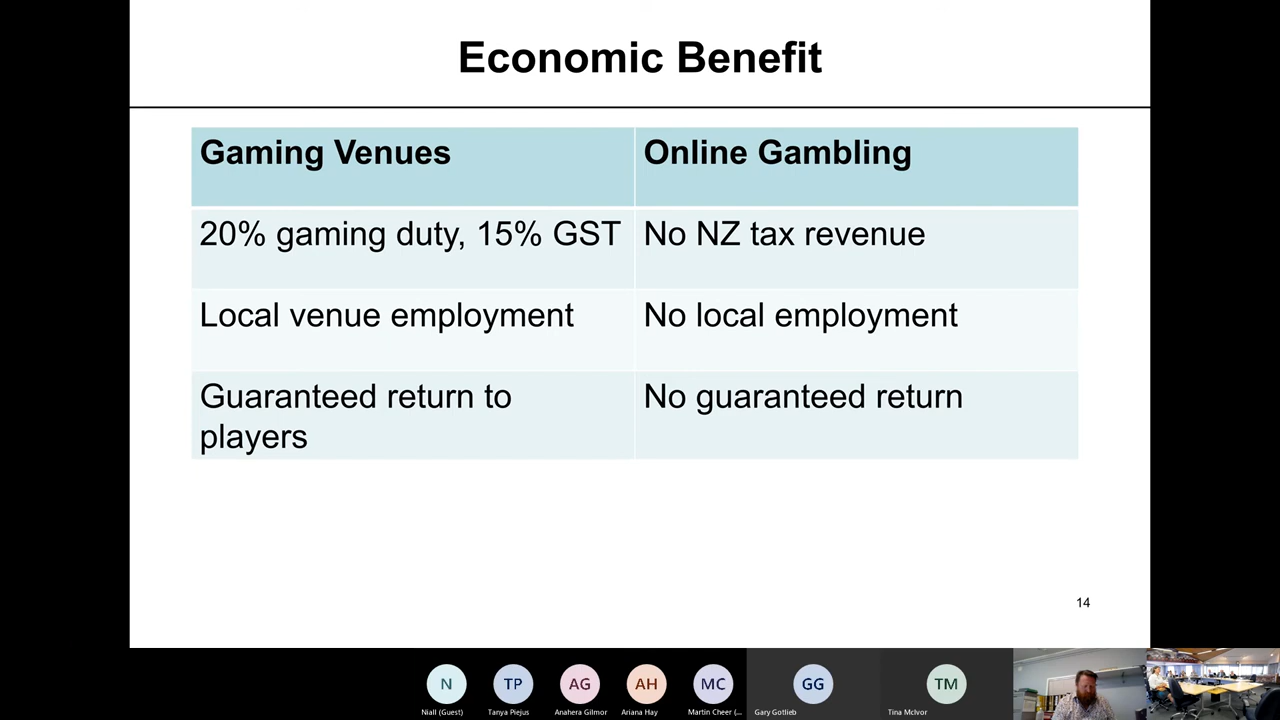 Economic Benefit
Gaming Venues
Online Gambling
20% gaming duty, 15% GST
No NZ tax revenue
Local venue employment
No local employment
Guaranteed return to
players
No guaranteed return
14
N
TP
AG
AH
MC
GG
TM
Niall (Guest)
Tanya Piejus
Anahera Gilmor
Ariana Hay
Martin Cheer (...
Gary Gotlieb
Tina McIvor